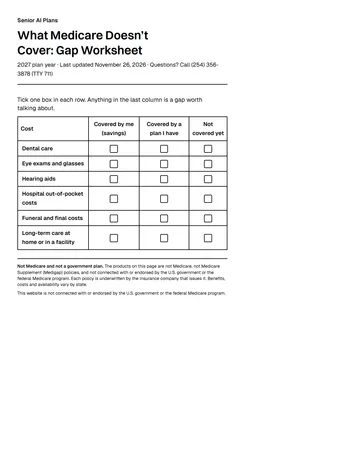 Senior AI Plans
What Medicare Doesn't
Cover: Gap Worksheet
2027 plan year · Last updated November 26, 2026 · Questions? Call (254) 356-
3878 (TTY 711)
Tick one box in each row. Anything in the last column is a gap worth
talking about.
Cost
Covered by me
(savings)
Covered by a
plan I have
Not
covered yet
Dental care
Eye exams and glasses
Hearing aids
Hospital out-of-pocket
costs
Funeral and final costs
Long-term care at
home or in a facility
Not Medicare and not a government plan. The products on this page are not Medicare, not Medicare
Supplement (Medigap) policies, and not connected with or endorsed by the U.S. government or the
federal Medicare program. Each policy is underwritten by the insurance company that issues it. Benefits,
costs and availability vary by state.
This website is not connected with or endorsed by the U.S. government or the federal Medicare program.